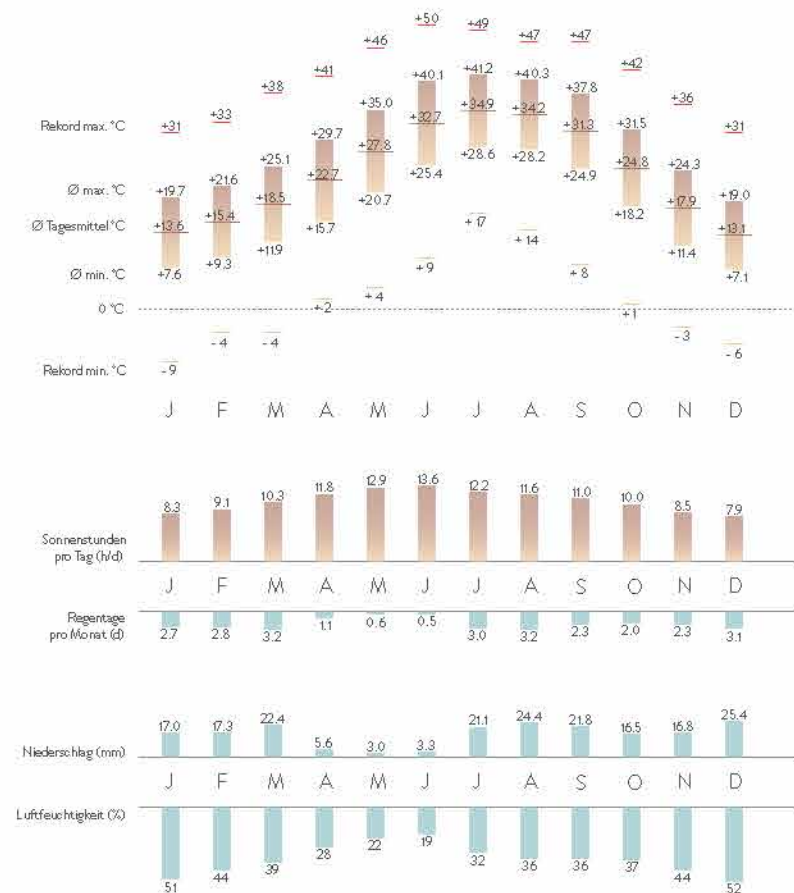 +31 +33 +38 +41 +46 +50 +49 +47 +47 +42 +36 +31
Rekord max. °C
+19.7 +21.6 +25.1 +29.7 +35.0 +40.1 +41.2 +40.3 +37.8 +31.5 +24.3 +19.0
Ø max. °C
+13.6 +15.4 +18.5 +22.7 +27.8 +32.7 +34.9 +34.2 +31.3 +24.8 +17.9 +13.1
Ø Tagesmittel °C
+7.6 +9.3 +11.9 +15.7 +20.7 +25.4 +28.6 +28.2 +24.9 +18.2 +11.4 +7.1
Ø min. °C
0 °C
- 9 - 4 - 4 +2 +4 +9 +17 +14 +8 +1 - 3 - 6
Rekord min. °C
J F M A M J J A S O N D
8.3 9.1 10.3 11.8 12.9 13.6 12.2 11.6 11.0 10.0 8.5 7.9
Sonnenstunden
pro Tag (h/d)
J F M A M J J A S O N D
Regentage
pro Monat (d)
2.7 2.8 3.2 1.1 0.6 0.5 3.0 3.2 2.3 2.0 2.3 3.1
17.0 17.3 22.4 5.6 3.0 3.3 21.1 24.4 21.8 16.5 16.8 25.4
Niederschlag (mm)
J F M A M J J A S O N D
Luftfeuchtigkeit (%)
51 44 39 28 22 19 32 36 36 37 44 52